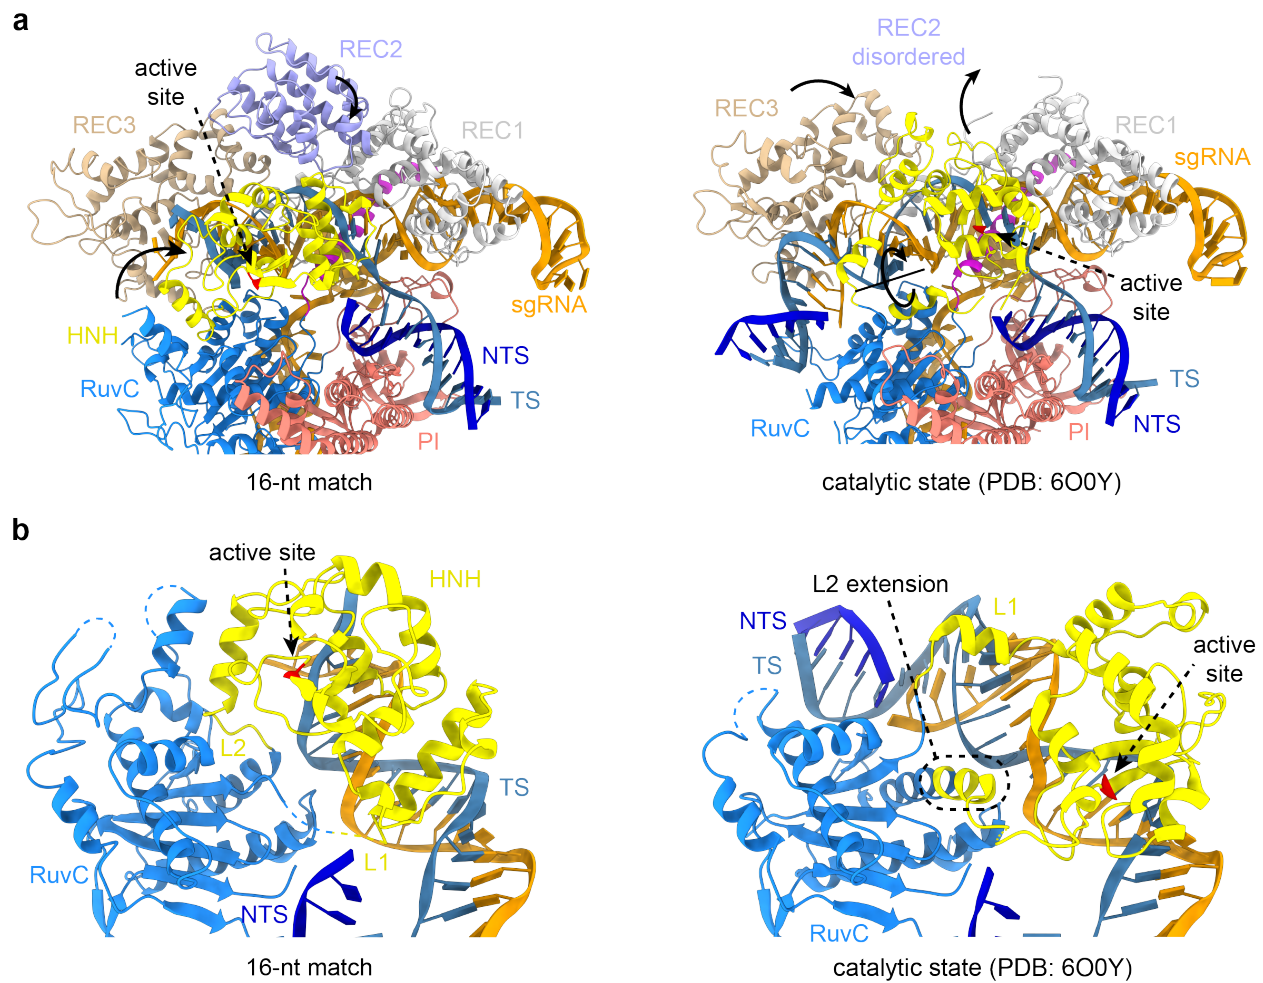 a
REC2
active
site
REC3
REC1
sgRNA
HNH
RuvC
NTS
TS
PI
16-nt match
REC2
disordered
REC3
REC1
sgRNA
active
site
TS
NTS
RuvC
PI
catalytic state (PDB: 6O0Y)
b
active site
HNH
L2
TS
L1
RuvC
NTS
16-nt match
L2 extension
L1
NTS
TS
active
site
RuvC
catalytic state (PDB: 6O0Y)